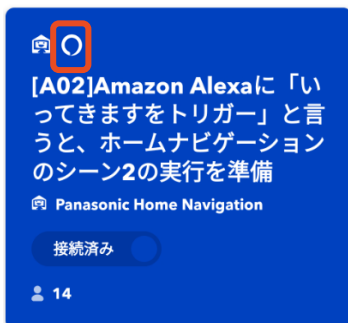 [A02]Amazon Alexaに「い
ってきますをトリガー」と言
うと、ホームナビゲーション
のシーン2の実行を準備
Panasonic Home Navigation
接続済み
14